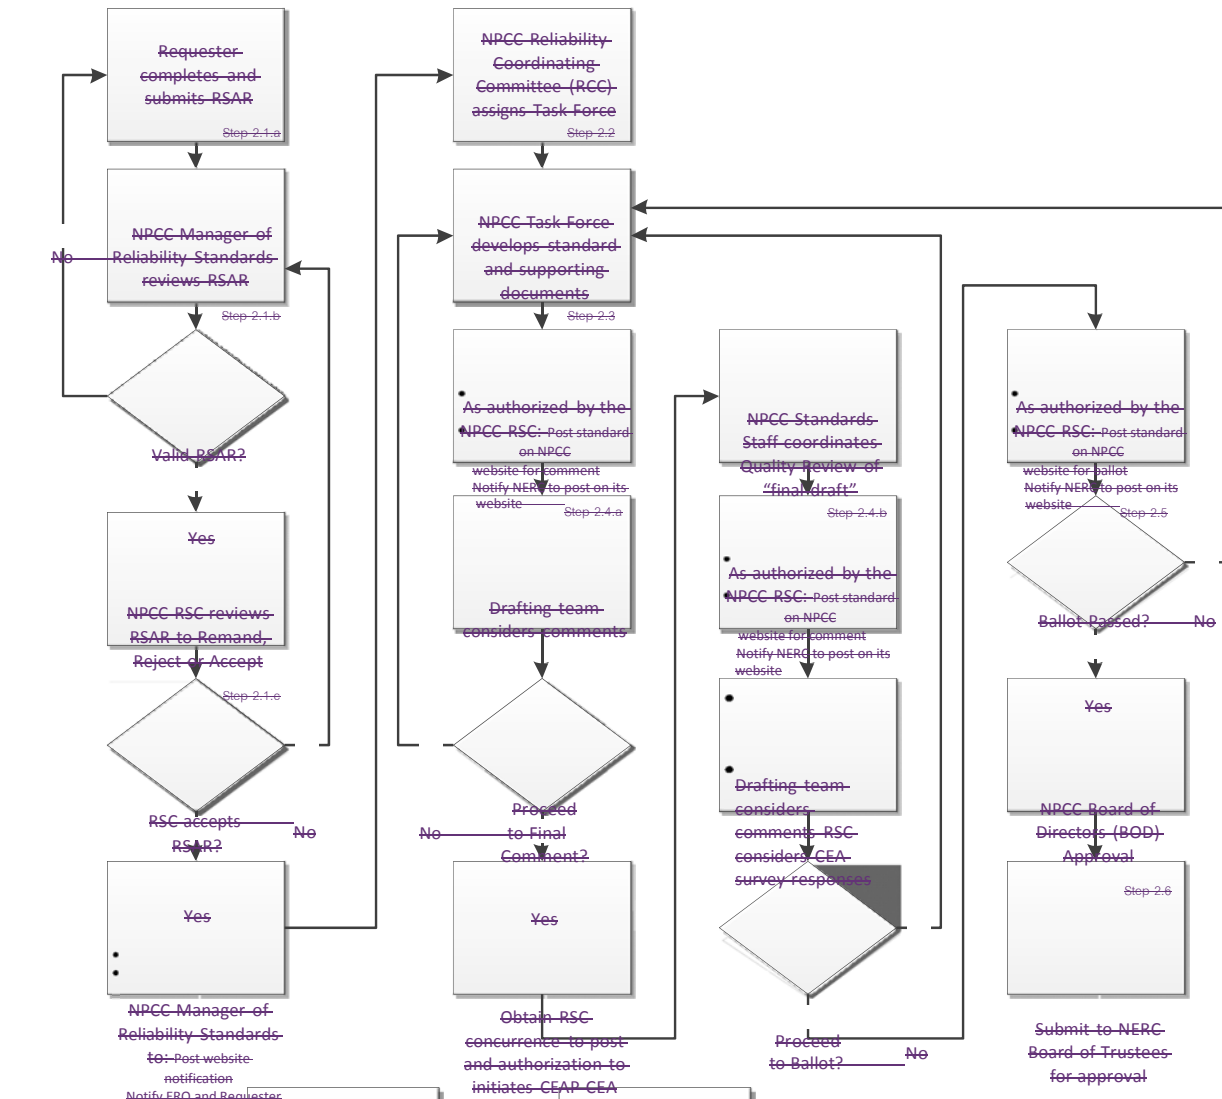 Requester
completes and
submits RSAR
Step 2.1.a
NPCC Manager of
No Reliability Standards
reviews RSAR
Step 2.1.b
Valid RSAR?
Yes
NPCC RSC reviews
RSAR to Remand,
Reject or Accept
Step 2.1.c
RSC accepts
RSAR?
No
Yes
NPCC Manager of
Reliability Standards
to: Post website
notification
Notify ERO and Requester
NPCC Reliability
Coordinating
Committee (RCC)
assigns Task Force
Step 2.2
NPCC Task Force
develops standard
and supporting
documents
Step 2.3
As authorized by the
NPCC RSC: Post standard
on NPCC
website for comment
Notify NERC to post on its
website
Step 2.4.a
Drafting team
considers comments
Proceed
No to Final
Comment?
Yes
Obtain RSC
concurrence to post
and authorization to
initiates CEAP CEA
NPCC Standards
Staff coordinates
Quality Review of
“final draft”
Step 2.4.b
As authorized by the
NPCC RSC: Post standard
on NPCC
website for comment
Notify NERC to post on its
website
Drafting team
considers
comments RSC
considers CEA
survey responses
Proceed
to Ballot? No
As authorized by the
NPCC RSC: Post standard
on NPCC
website for ballot
Notify NERC to post on its
website
Step 2.5
Ballot Passed? No
Yes
NPCC Board of
Directors (BOD)
Approval
Step 2.6
Submit to NERC
Board of Trustees
for approval